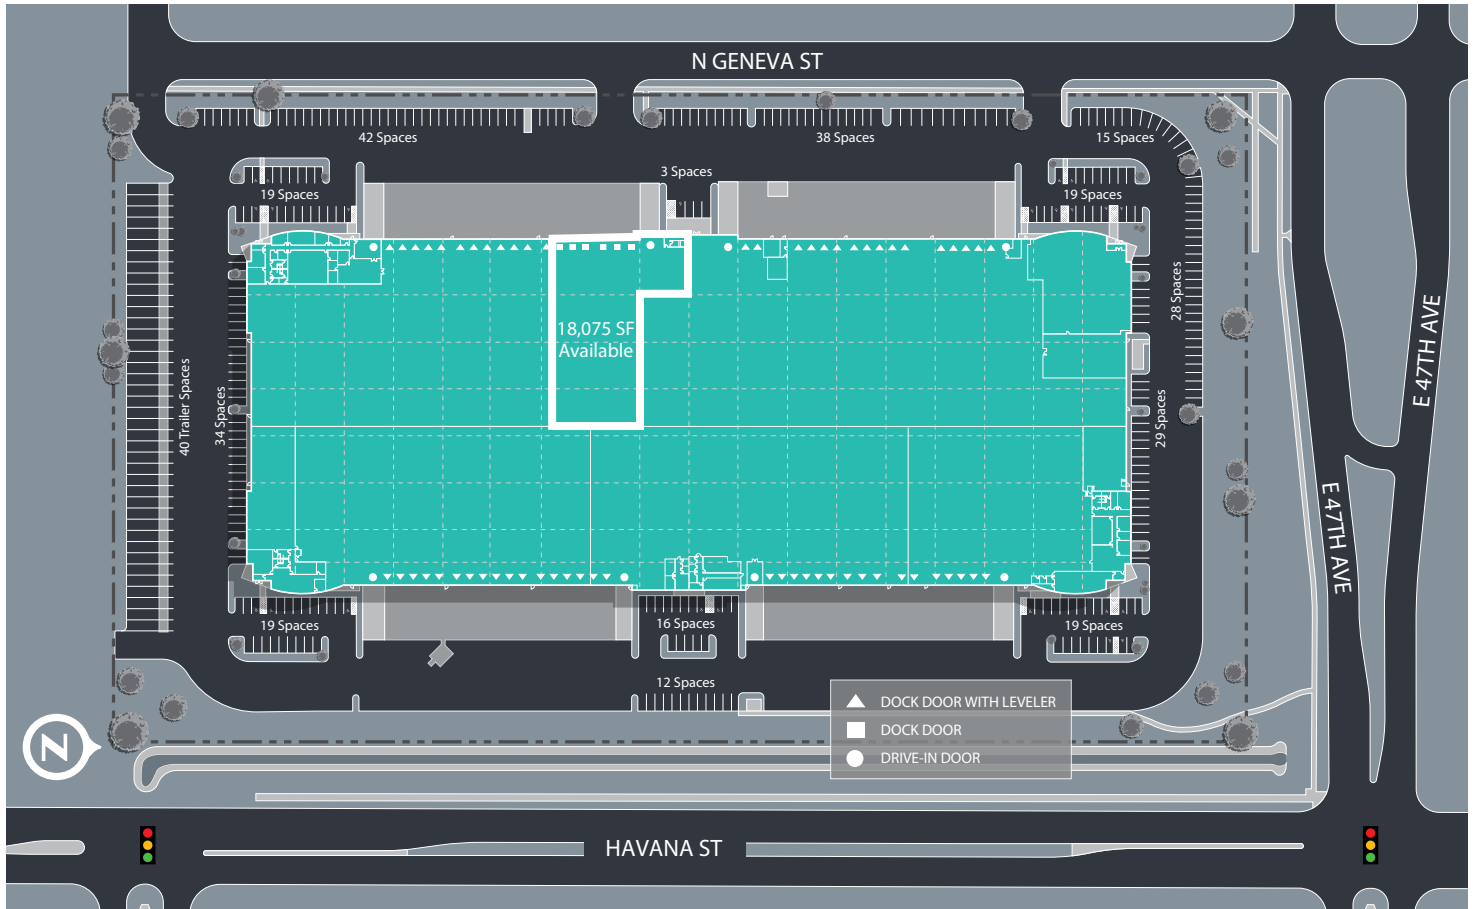 N GENEVA ST
42 Spaces
38 Spaces
15 Spaces
3 Spaces
19 Spaces
19 Spaces
28 Spaces
18,075 SF
Available
40 Trailer Spaces
34 Spaces
29 Spaces
E 47TH AVE
E 47TH AVE
19 Spaces
16 Spaces
19 Spaces
12 Spaces
DOCK DOOR WITH LEVELER
DOCK DOOR
DRIVE-IN DOOR
N
HAVANA ST